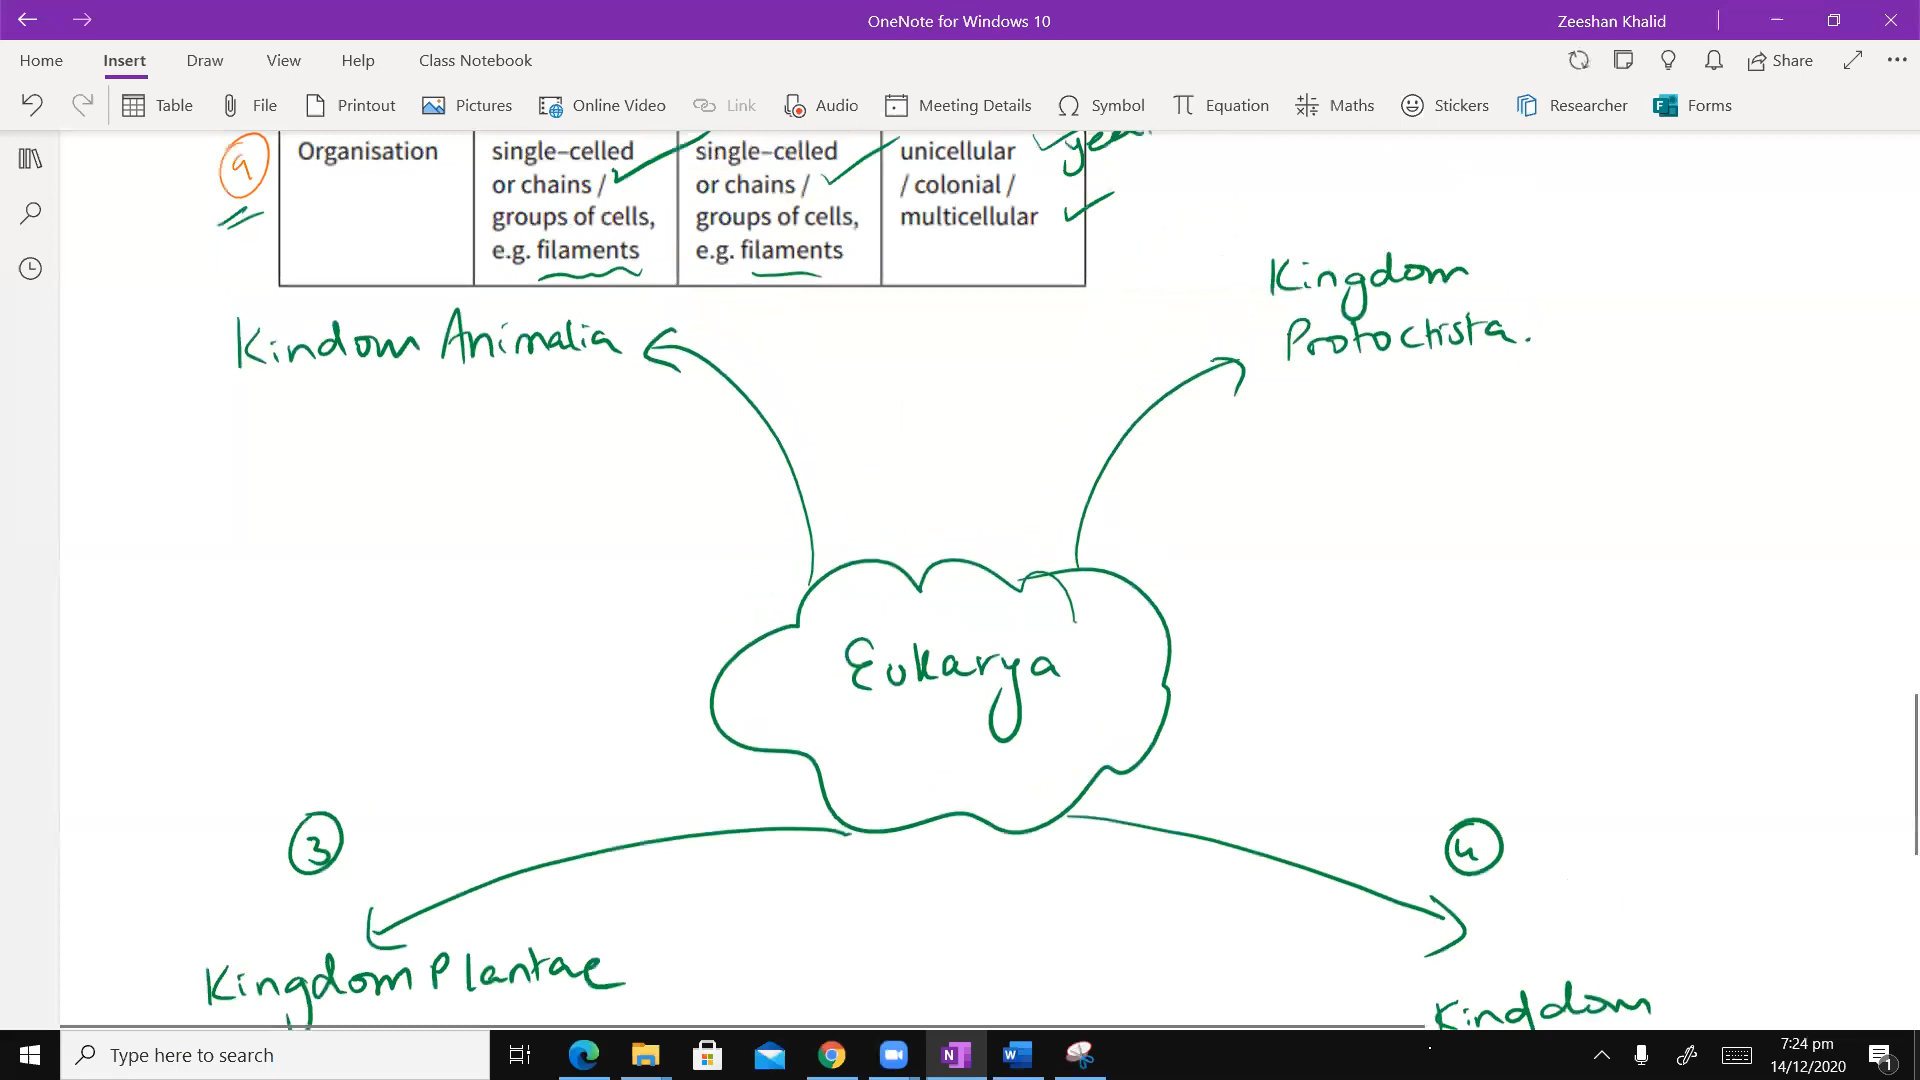 OneNote for Windows 10
Zeeshan Khalid
Home Insert Draw View Help Class Notebook
Share
Table File Printout Pictures Online Video Link Audio Meeting Details Symbol Equation Maths Stickers Researcher Forms
9
Organisation
single-celled
or chains /
groups of cells,
e.g. filaments
single-celled
or chains /
groups of cells,
e.g. filaments
unicellular
/ colonial /
multicellular
Kingdom
Protoctista.
Kindom Animalia
Eukarya
3
4
Kingdom Plantae
Kinddom
Type here to search
7:24 pm
14/12/2020
1